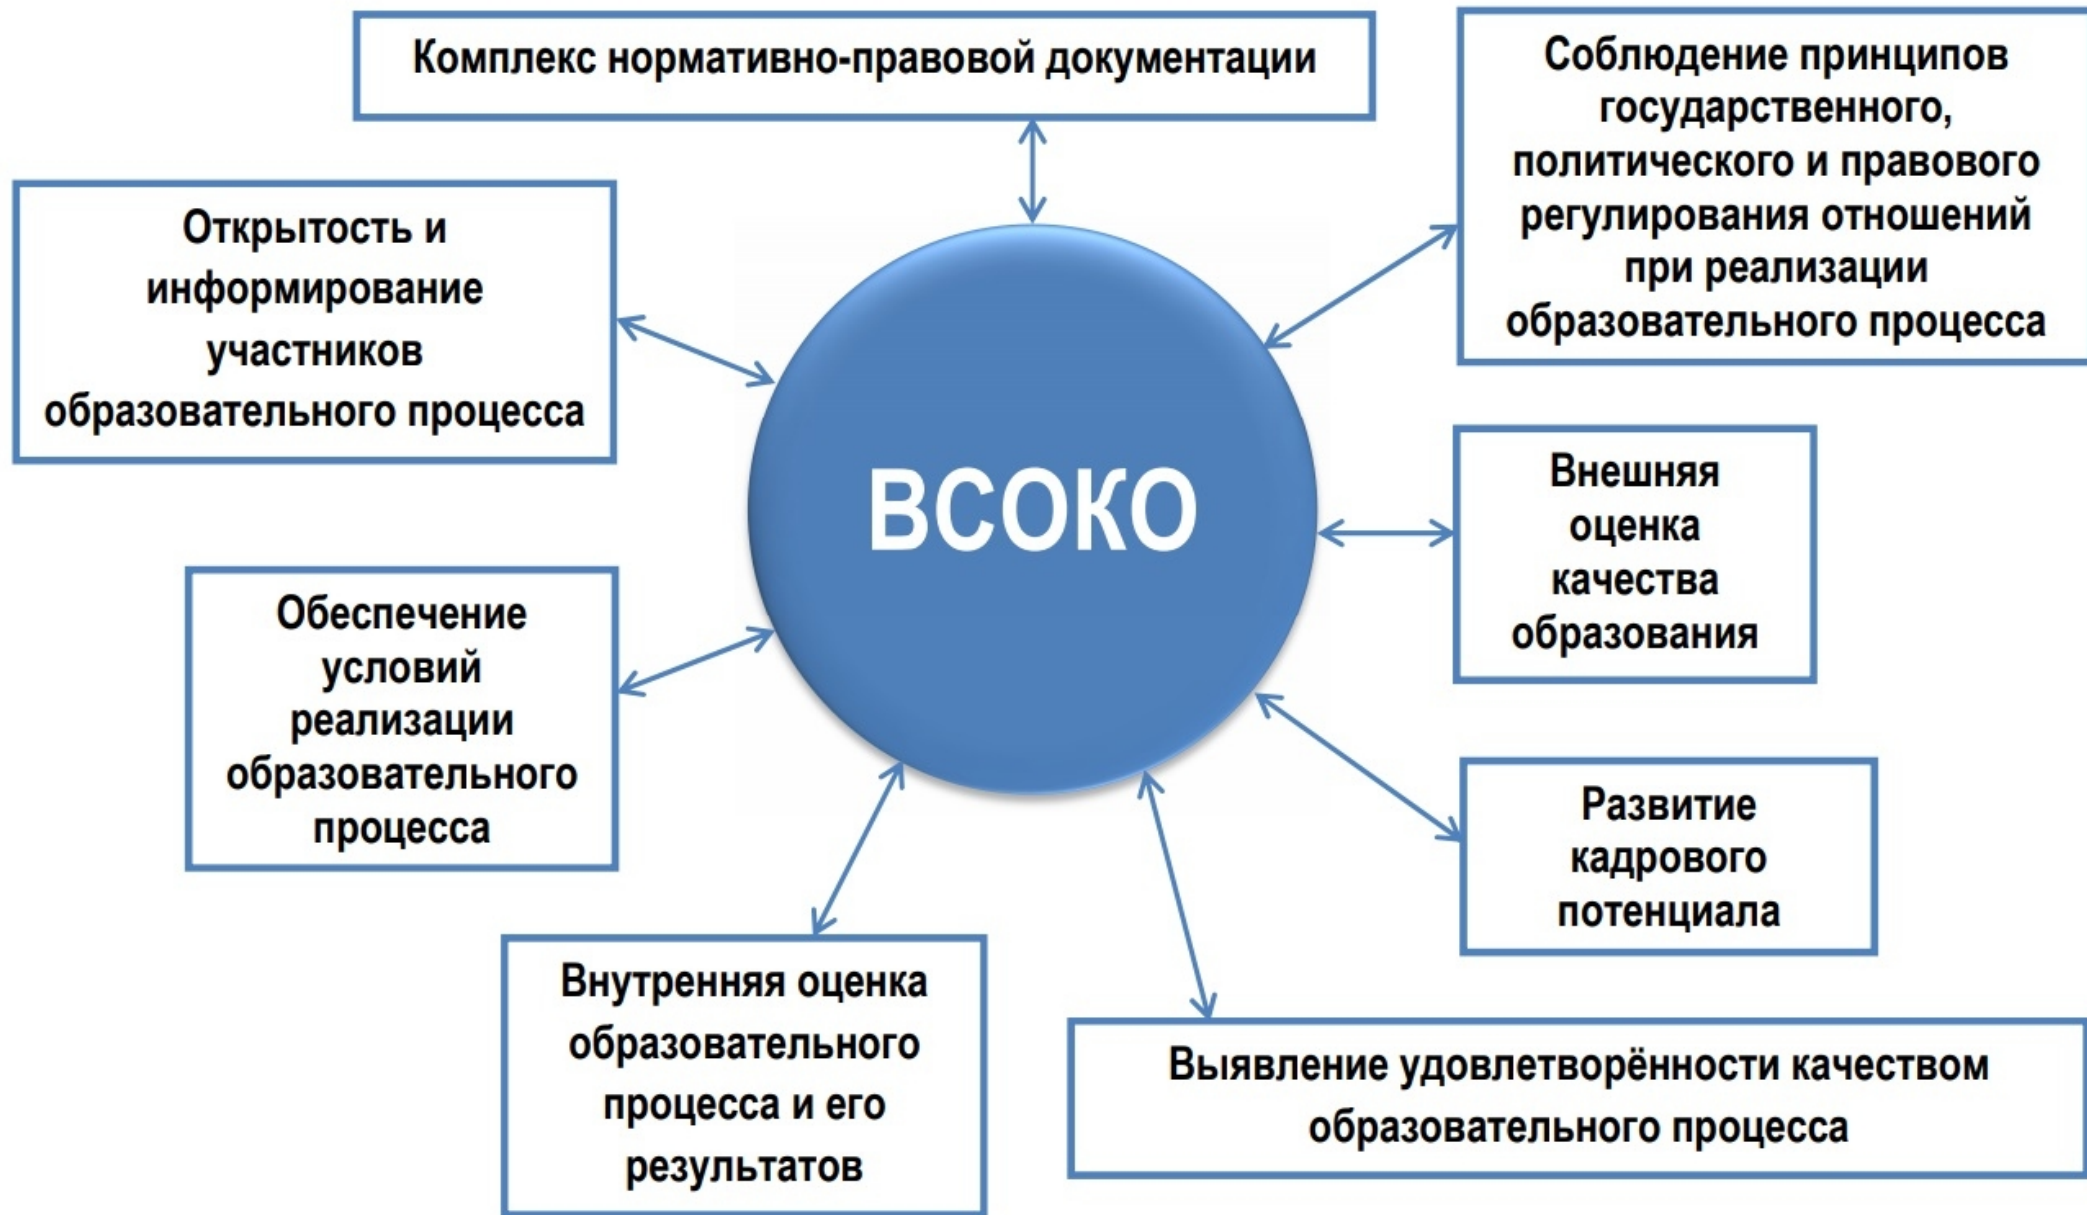 Комплекс нормативно-правовой документации
Соблюдение принципов
государственного,
политического и правового
регулирования отношений
при реализации
образовательного процесса
Открытость и
информирование
участников
образовательного процесса
ВСОКО
Внешняя
оценка
качества
образования
Обеспечение
условий
реализации
образовательного
процесса
Развитие
кадрового
потенциала
Внутренняя оценка
образовательного
процесса и его
результатов
Выявление удовлетворённости качеством
образовательного процесса